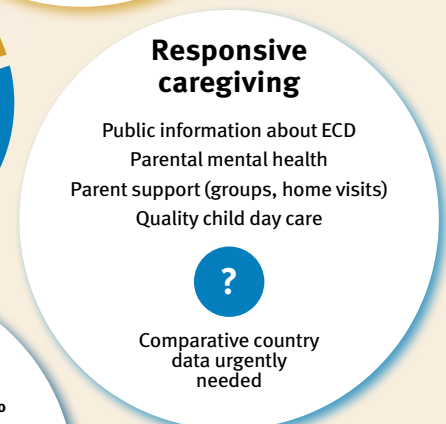 Responsive
caregiving
Public information about ECD
Parental mental health
Parent support (groups, home visits)
Quality child day care
?
Comparative country
data urgently
needed